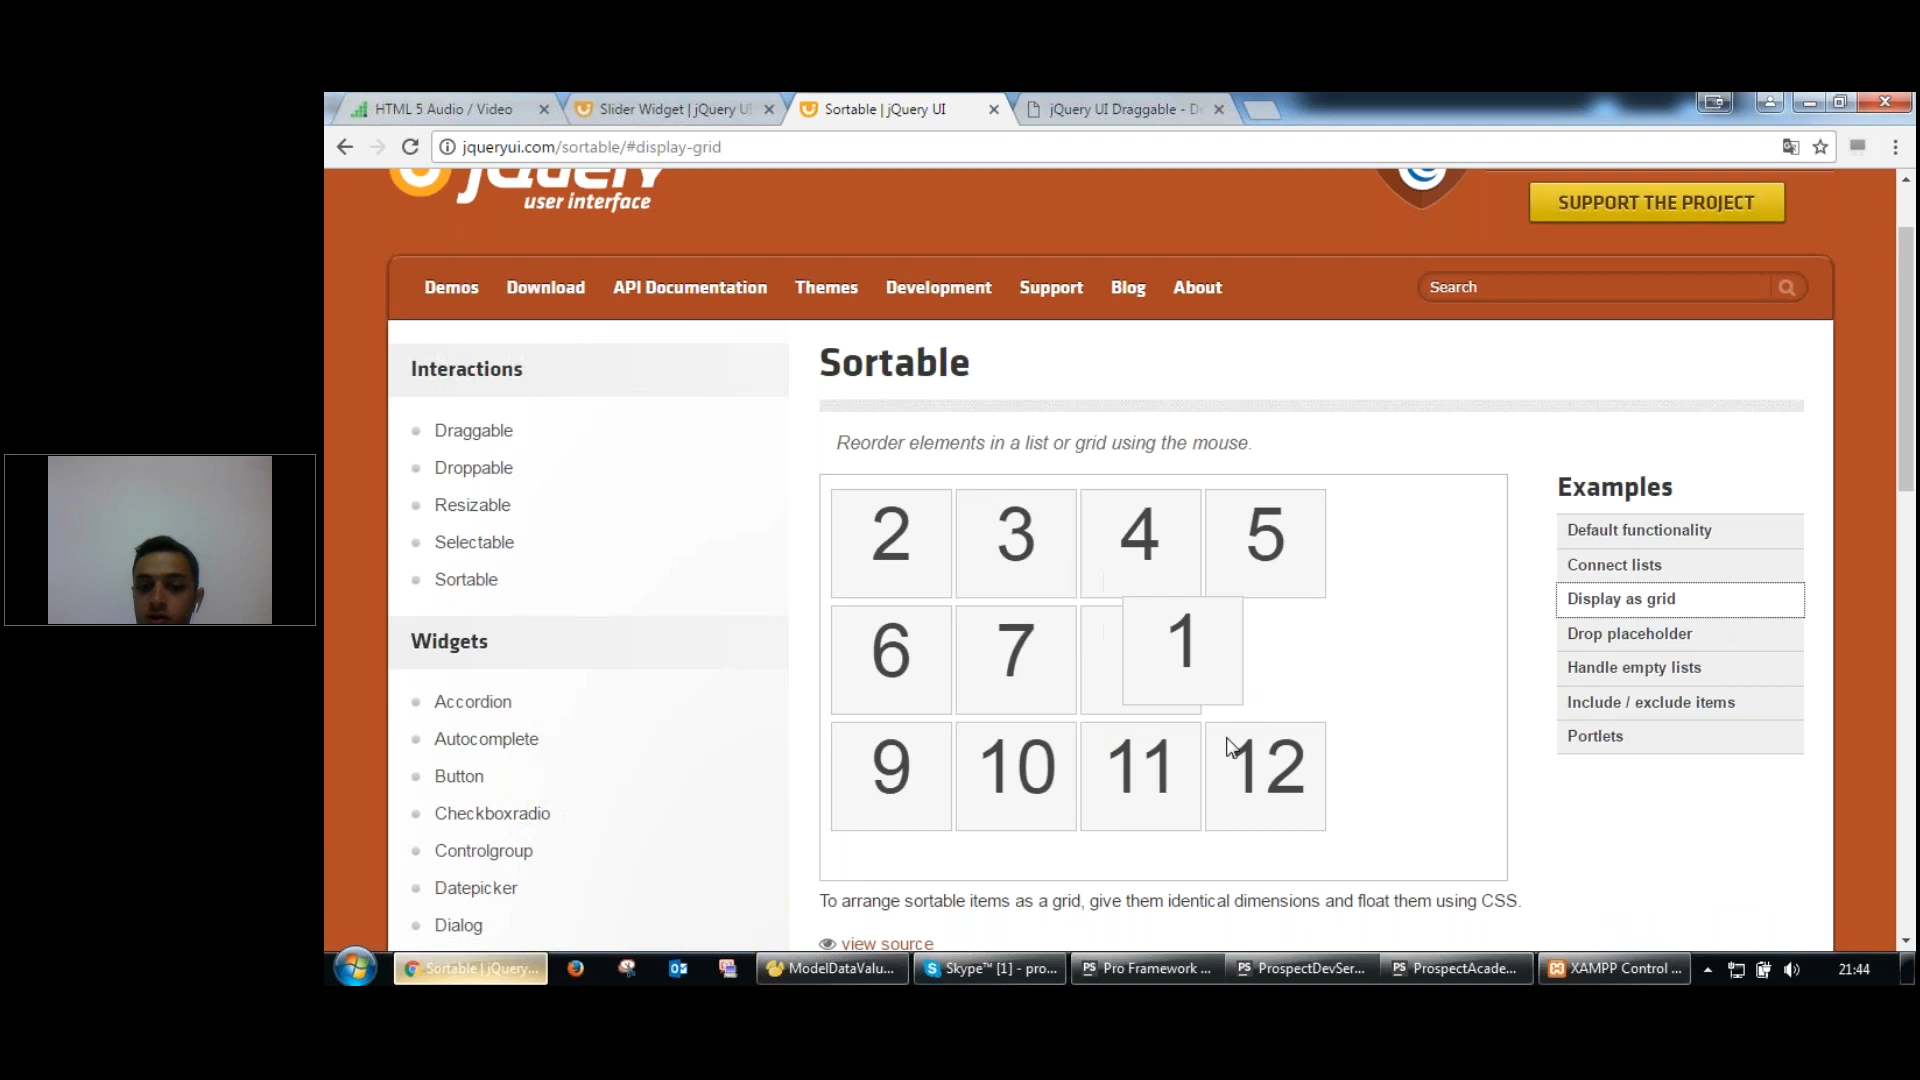 HTML 5 Audio / Video
Slider Widget | jQuery U
Sortable | jQuery UI
jQuery UI Draggable - D
jqueryui.com/sortable/#display-grid
jQuery
user interface
SUPPORT THE PROJECT
Demos Download API Documentation Themes Development Support Blog About
Search
Interactions
Draggable
Droppable
Resizable
Selectable
Sortable
Widgets
Accordion
Autocomplete
Button
Checkboxradio
Controlgroup
Datepicker
Dialog
Sortable
Reorder elements in a list or grid using the mouse.
2 3 4 5
6 7 1
9 10 11 12
To arrange sortable items as a grid, give them identical dimensions and float them using CSS.
view source
Examples
Default functionality
Connect lists
Display as grid
Drop placeholder
Handle empty lists
Include / exclude items
Portlets
Sortable | jQuery...
ModelDataValu...
Skype™ [1] - pro...
Pro Framework ...
ProspectDevSer...
ProspectAcade...
XAMPP Control ...
21:44